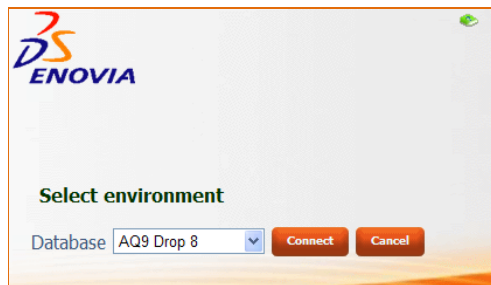 DS
ENOVIA
Select environment
Database AQ9 Drop 8 Connect Cancel